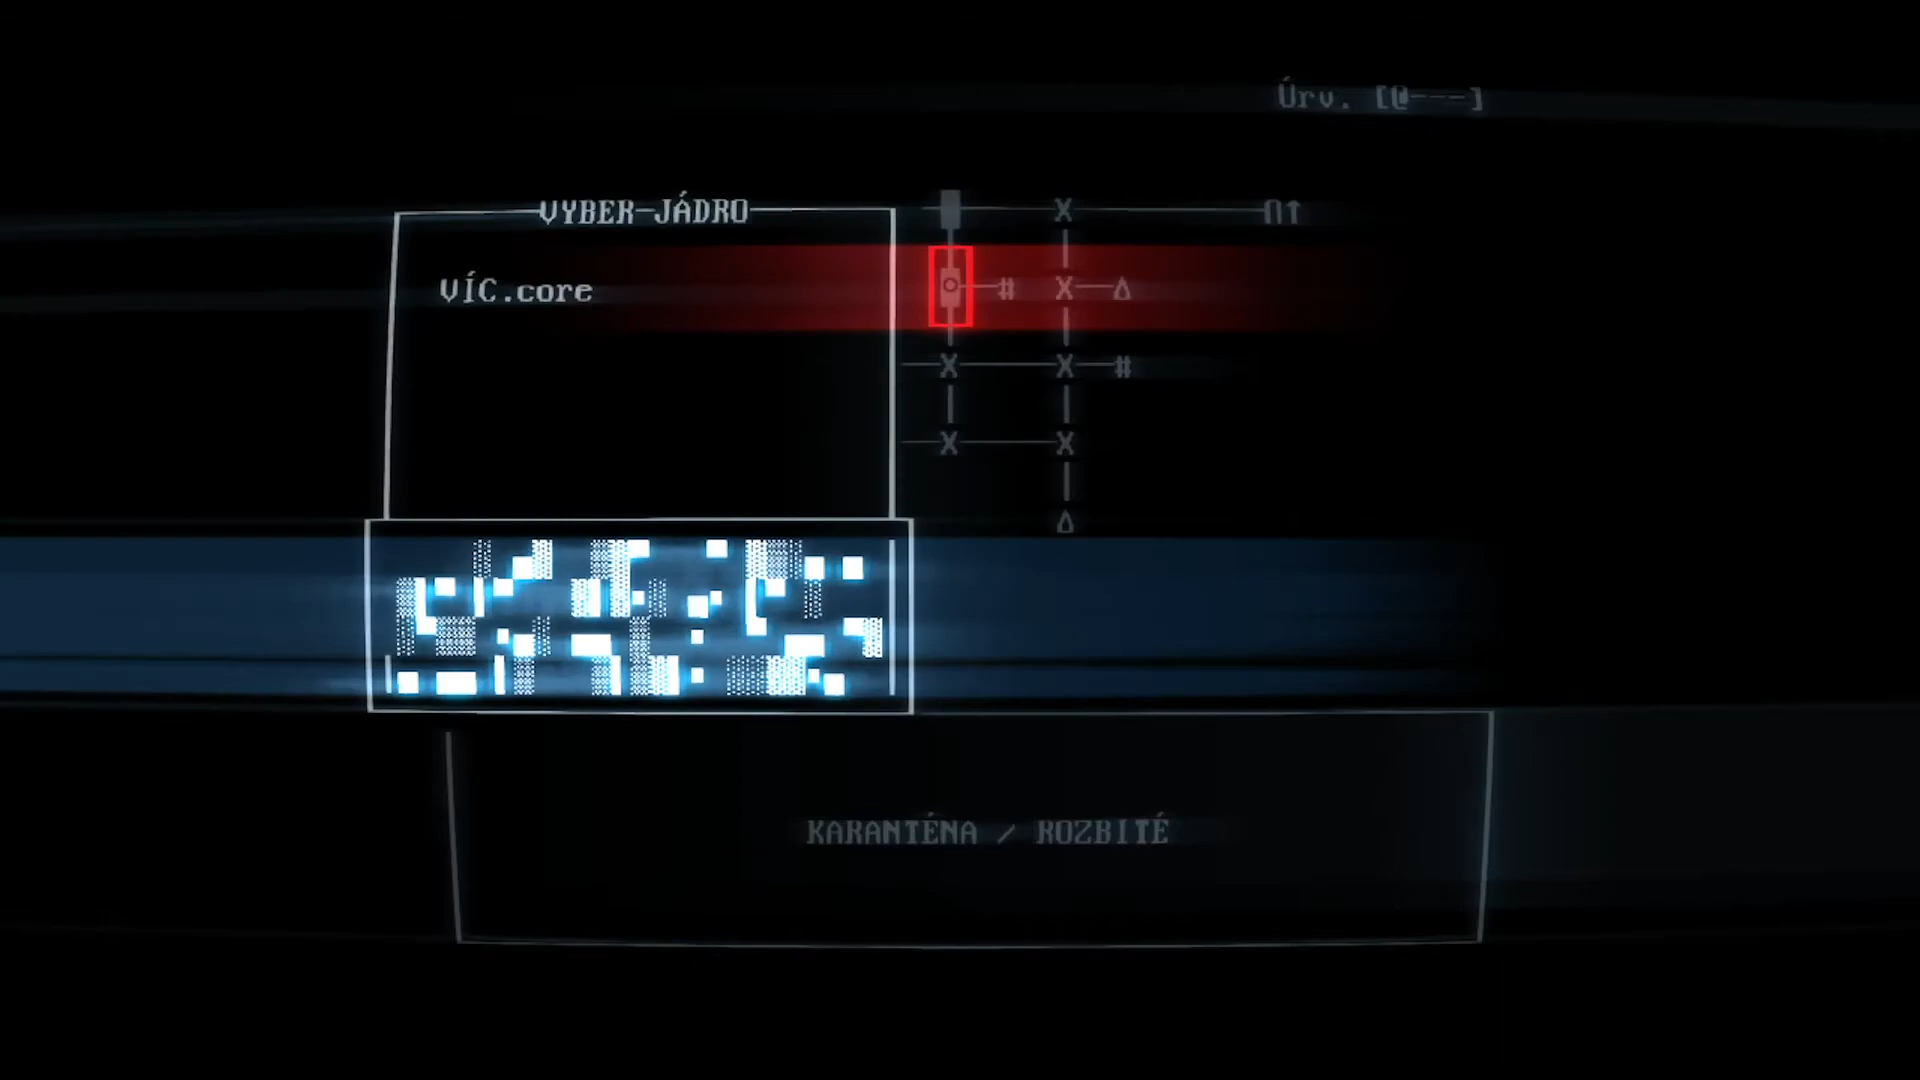 Úrv. [@---]
VYBER-JÁDRO
VÍC.core
KARANTÉNA / ROZBITÉ